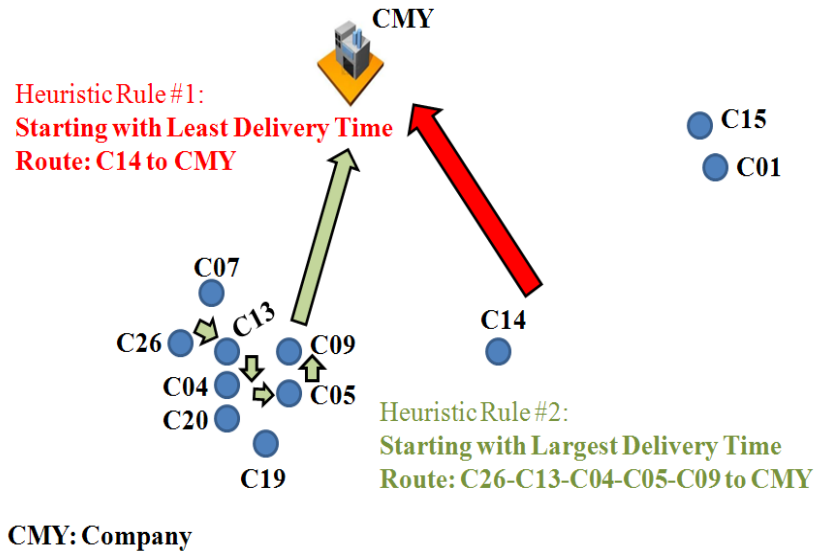 CMY
Heuristic Rule #1:
Starting with Least Delivery Time
Route: C14 to CMY
C15
C01
C07
C13
C14
C26
C09
C04
C05
C20
Heuristic Rule #2:
Starting with Largest Delivery Time
C19
Route: C26-C13-C04-C05-C09 to CMY
CMY: Company